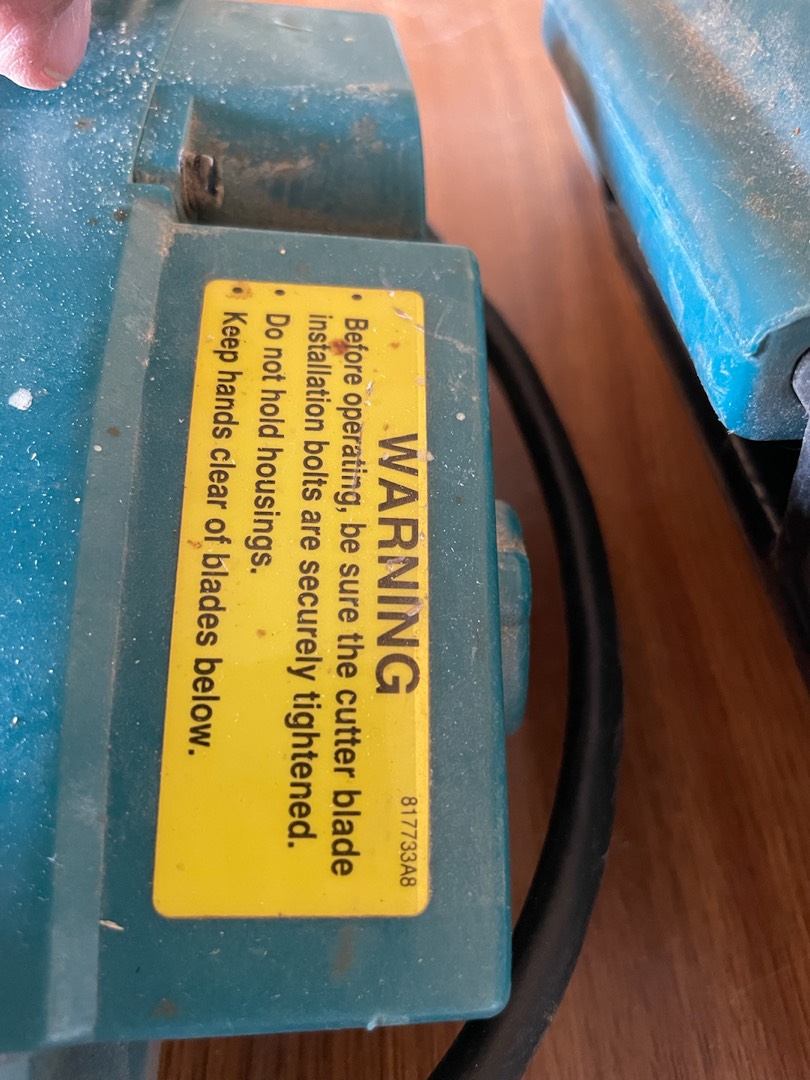 WARNING
817733A8
• Before operating, be sure the cutter blade
installation bolts are securely tightened.
• Do not hold housings.
• Keep hands clear of blades below.